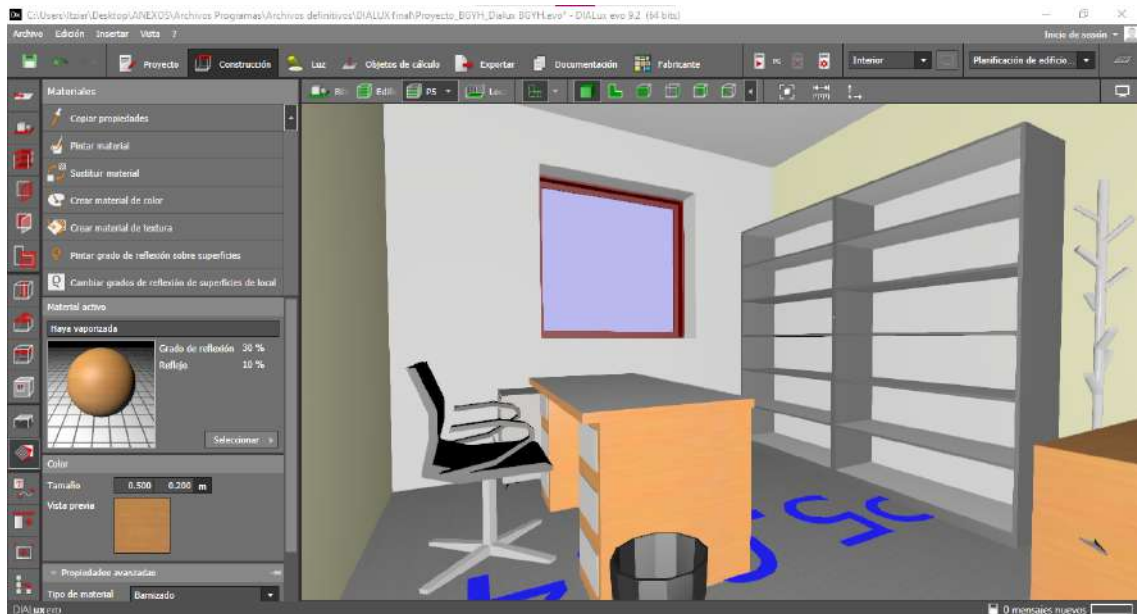 C:\Users\Itziar\Desktop\ANEXOS\Archivos Programas\Archivos definitivos\DIALUX final\Proyecto_BGYH_Dialux BGYH.evo* - DIALux evo 9.2 (64 bits)
Archivo Edición Insertar Vista ?
Inicio de sesión
Proyecto Construcción Luz Objetos de cálculo Exportar Documentación Fabricante
Interior Planificación de edificio...
Materiales
P5
Copiar propiedades
Pintar material
Sustituir material
Crear material de color
Crear material de textura
Pintar grado de reflexión sobre superficies
Cambiar grados de reflexión de superficies de local
Material activo
Haya vaporizada
Grado de reflexión 30 %
Reflejo 10 %
Seleccionar
Color
Tamaño 0.500 0.200 m
Vista previa
Propiedades avanzadas
Tipo de material Barnizado
DIALux evo
0 mensajes nuevos